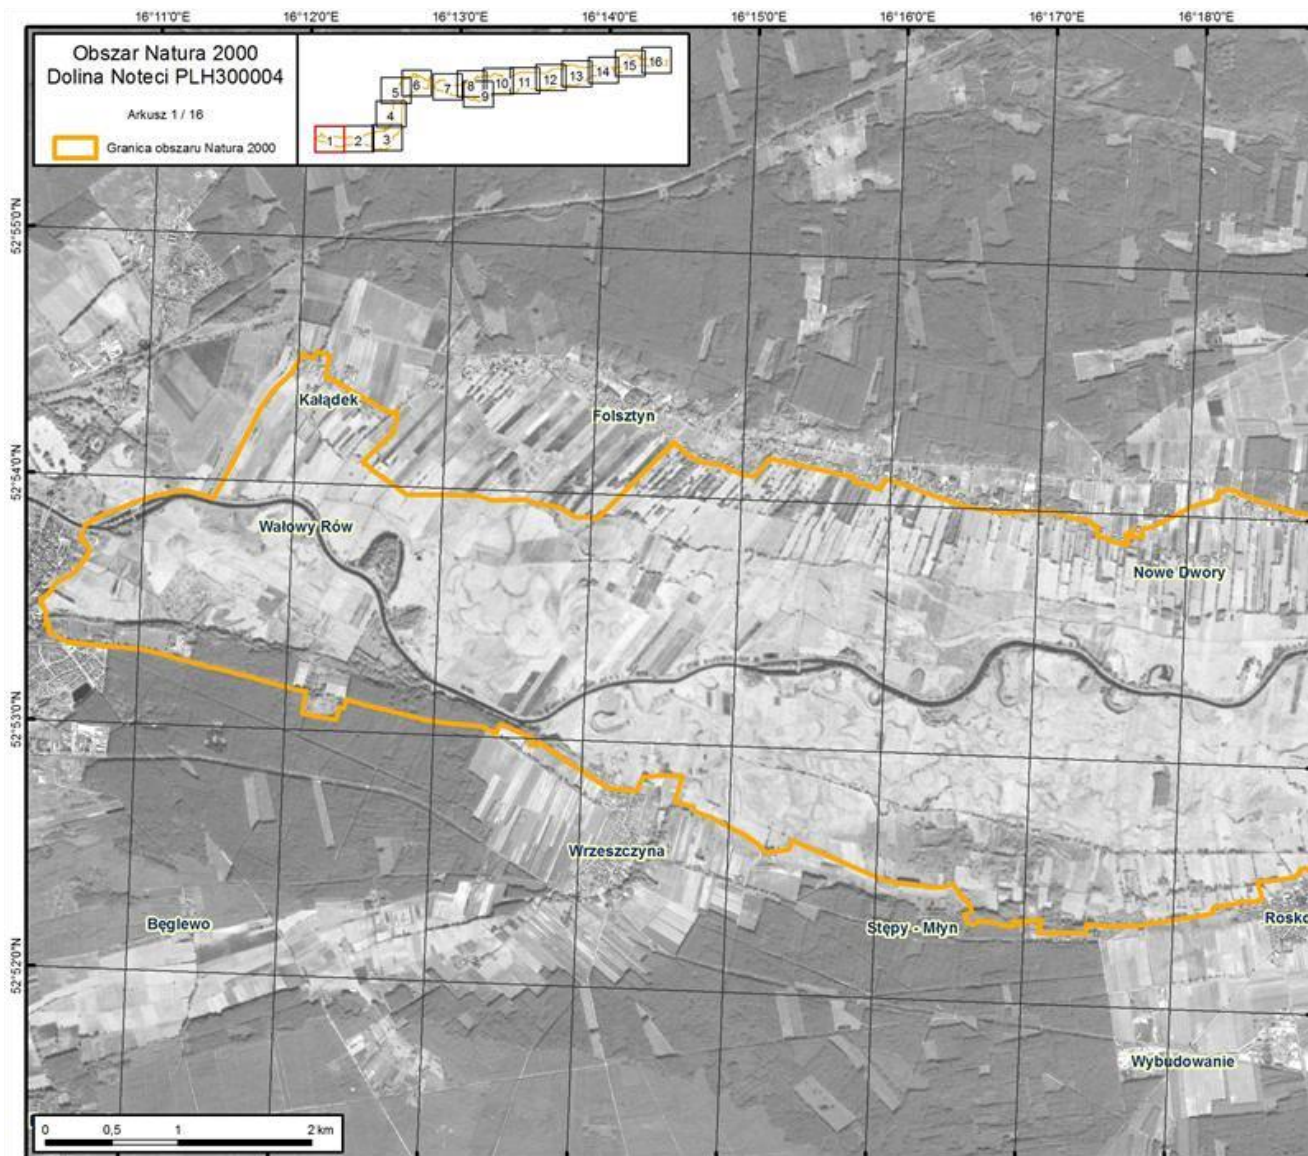 16°11'0"E 16°12'0"E 16°13'0"E 16°14'0"E 16°15'0"E 16°16'0"E 16°17'0"E 16°18'0"E
Obszar Natura 2000
Dolina Noteci PLH300004
Arkusz 1 / 16
Granica obszaru Natura 2000
1 2 3 4 5 6 7 8 9 10 11 12 13 14 15 16
52°55'0"N
Kałądek
Folsztyn
52°54'0"N
Wałowy Rów
Nowe Dwory
52°53'0"N
Wrzeszczyna
Bęglewo
Stępy - Młyn
Rosko
52°52'0"N
Wybudowanie
0 0,5 1 2 km